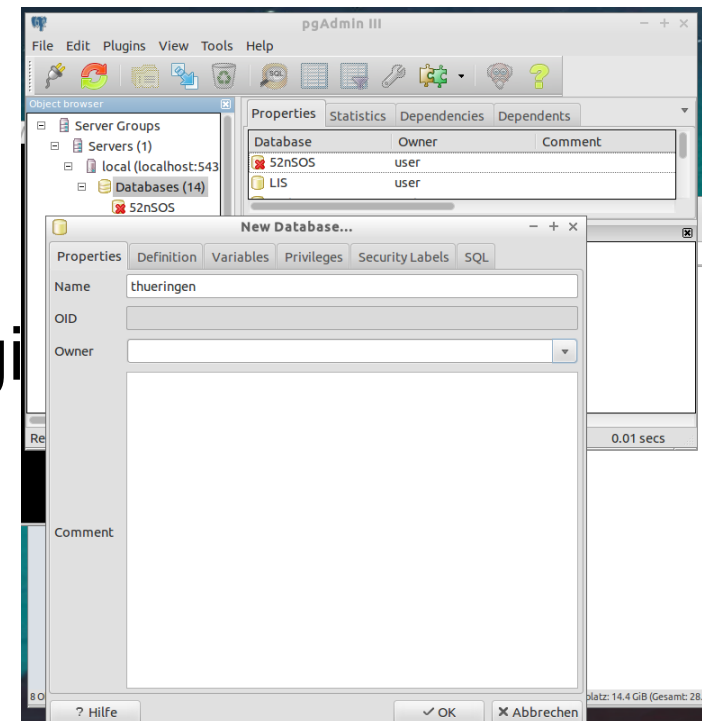 pgAdmin III
File Edit Plugins View Tools Help
SQL
Object browser
Server Groups
Servers (1)
local (localhost:543
Databases (14)
52nSOS
Properties Statistics Dependencies Dependents
Database Owner Comment
52nSOS user
LIS user
New Database...
Properties Definition Variables Privileges Security Labels SQL
Name thueringen
OID
Owner
Comment
gi
Re
0.01 secs
8 O
platz: 14.4 GiB (Gesamt: 28.
? Hilfe
OK
Abbrechen